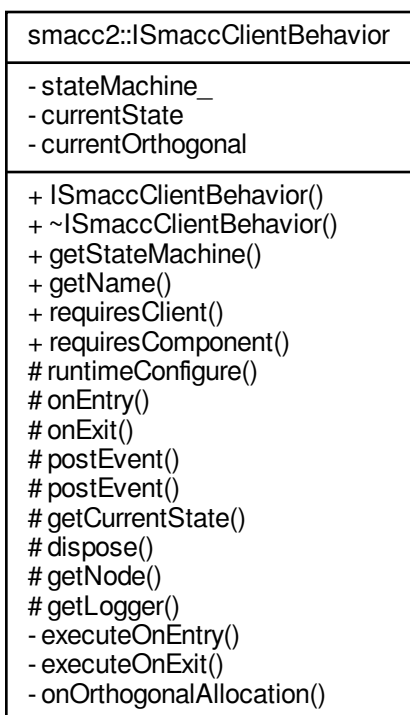 smacc2::ISmaccClientBehavior
- stateMachine_
- currentState
- currentOrthogonal
+ ISmaccClientBehavior()
+ ~ISmaccClientBehavior()
+ getStateMachine()
+ getName()
+ requiresClient()
+ requiresComponent()
# runtimeConfigure()
# onEntry()
# onExit()
# postEvent()
# postEvent()
# getCurrentState()
# dispose()
# getNode()
# getLogger()
- executeOnEntry()
- executeOnExit()
- onOrthogonalAllocation()